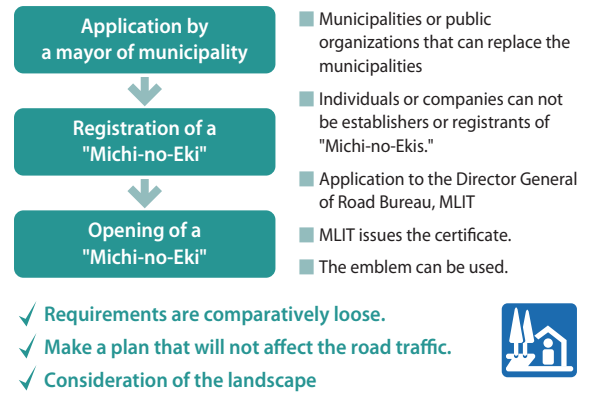 Application by
a mayor of municipality
Registration of a
"Michi-no-Eki"
Opening of a
"Michi-no-Eki"
Municipalities or public
organizations that can replace the
municipalities
Individuals or companies can not
be establishers or registrants of
"Michi-no-Ekis."
Application to the Director General
of Road Bureau, MLIT
MLIT issues the certificate.
The emblem can be used.
Requirements are comparatively loose.
Make a plan that will not affect the road traffic.
Consideration of the landscape